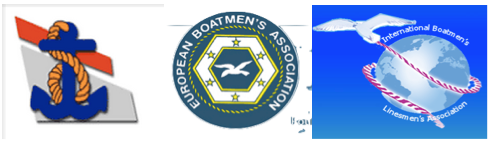 EUROPEAN BOATMEN'S ASSOCIATION
International Boatmen's
Linesmen's Association